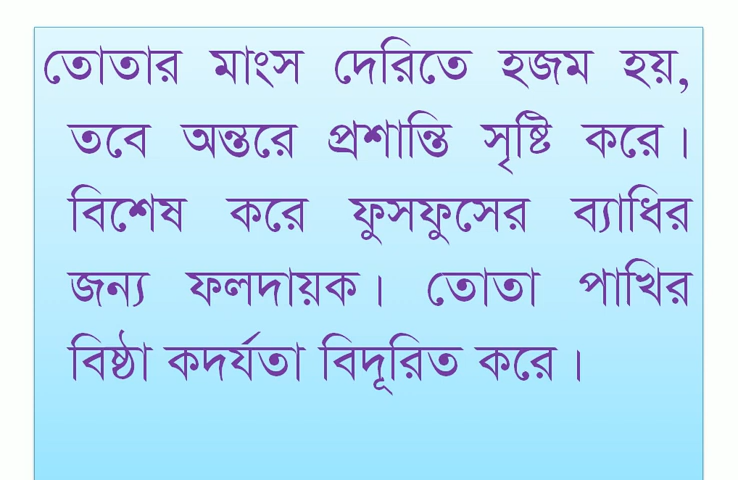 তোতার মাংস দেরিতে হজম হয়,
তবে অন্তরে প্রশান্তি সৃষ্টি করে।
বিশেষ করে ফুসফুসের ব্যাধির
জন্য ফলদায়ক। তোতা পাখির
বিষ্ঠা কদর্যতা বিদূরিত করে।